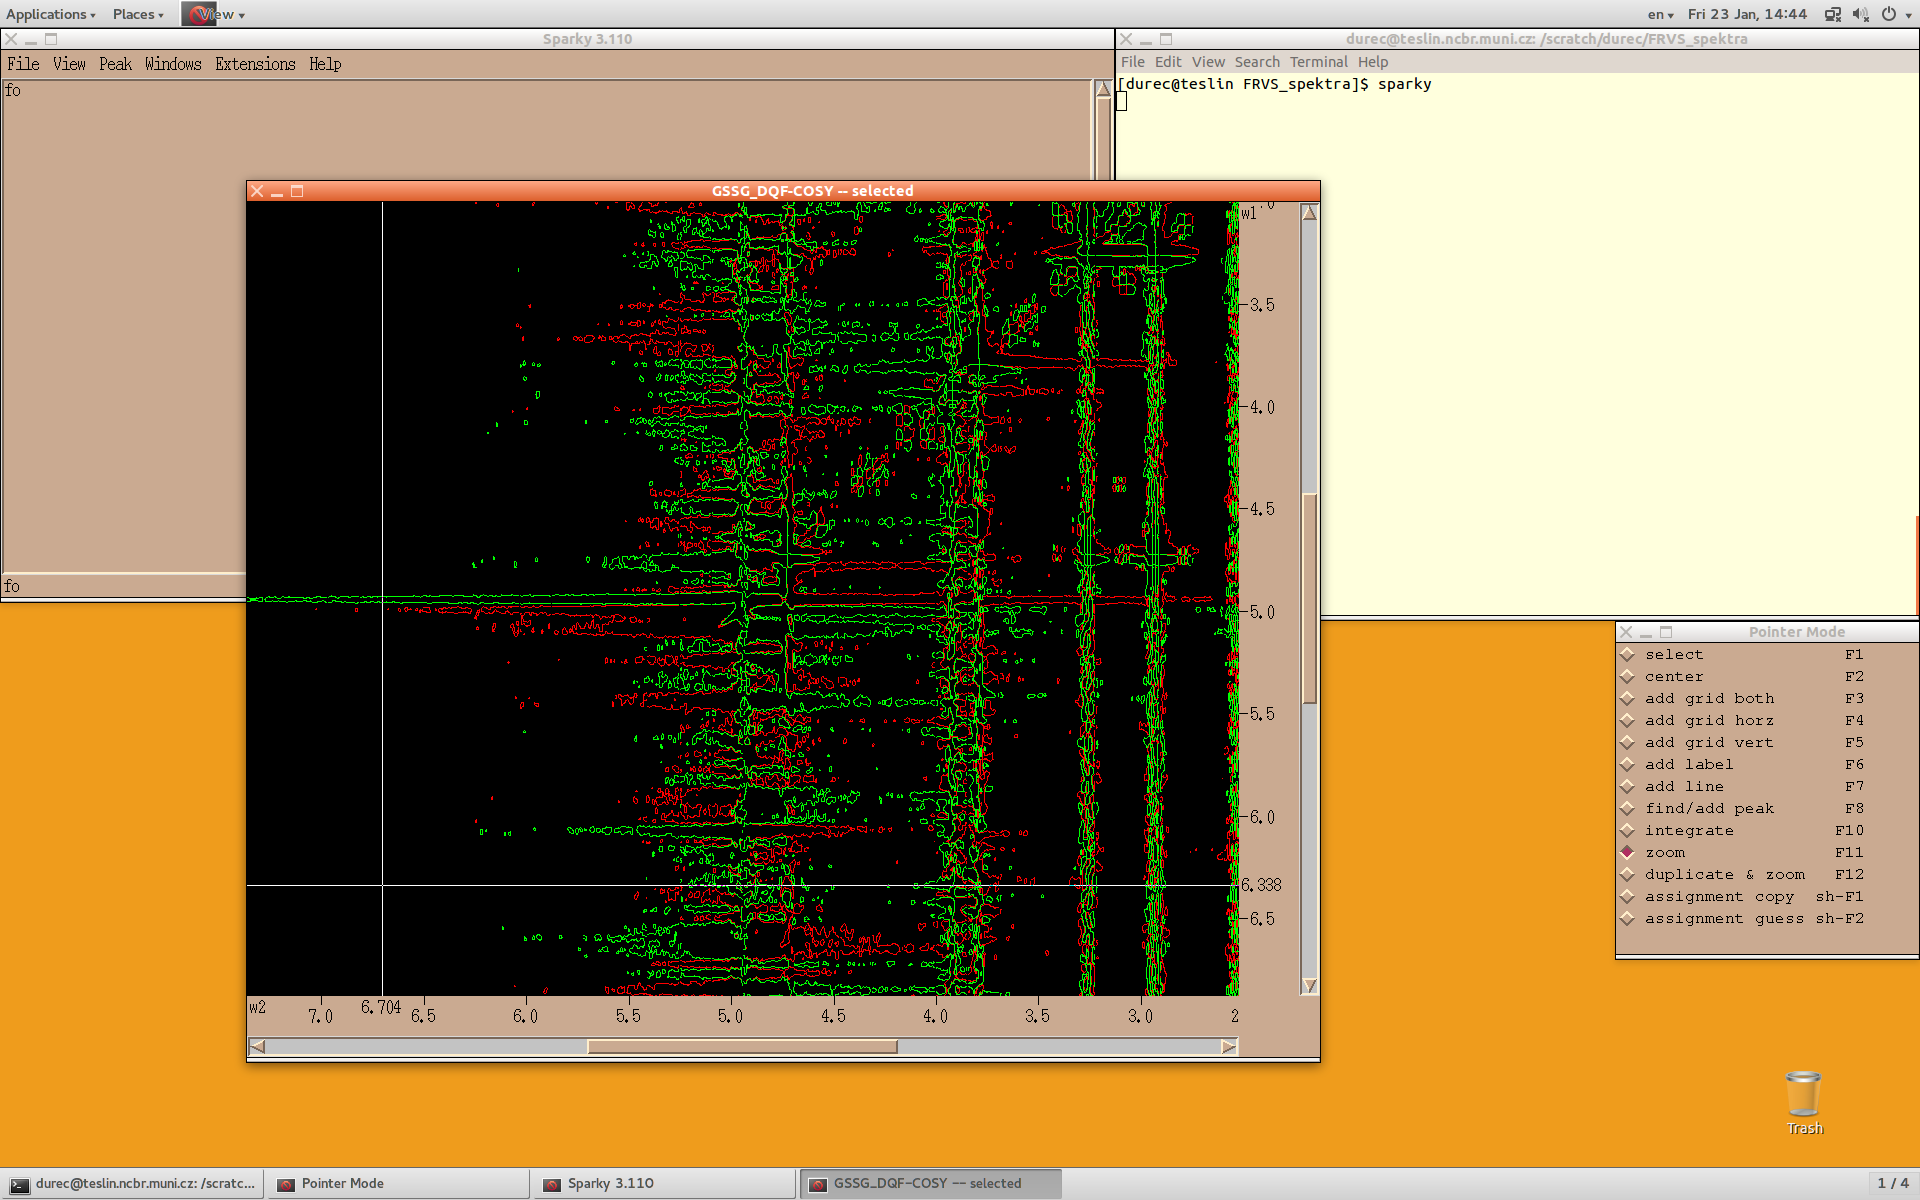 Applications Places View en Fri 23 Jan, 14:44
Sparky 3.110
File View Peak Windows Extensions Help
fo
fo
durec@teslin.ncbr.muni.cz: /scratch/durec/FRVS_spektra
File Edit View Search Terminal Help
[durec@teslin FRVS_spektra]$ sparky
GSSG_DQF-COSY -- selected
w1
3.5
4.0
4.5
5.0
5.5
6.0
6.338
6.5
w2 7.0 6.704 6.5 6.0 5.5 5.0 4.5 4.0 3.5 3.0 2
Pointer Mode
select F1
center F2
add grid both F3
add grid horz F4
add grid vert F5
add label F6
add line F7
find/add peak F8
integrate F10
zoom F11
duplicate & zoom F12
assignment copy sh-F1
assignment guess sh-F2
Trash
durec@teslin.ncbr.muni.cz: /scratc... Pointer Mode Sparky 3.110 GSSG_DQF-COSY -- selected 1 / 4